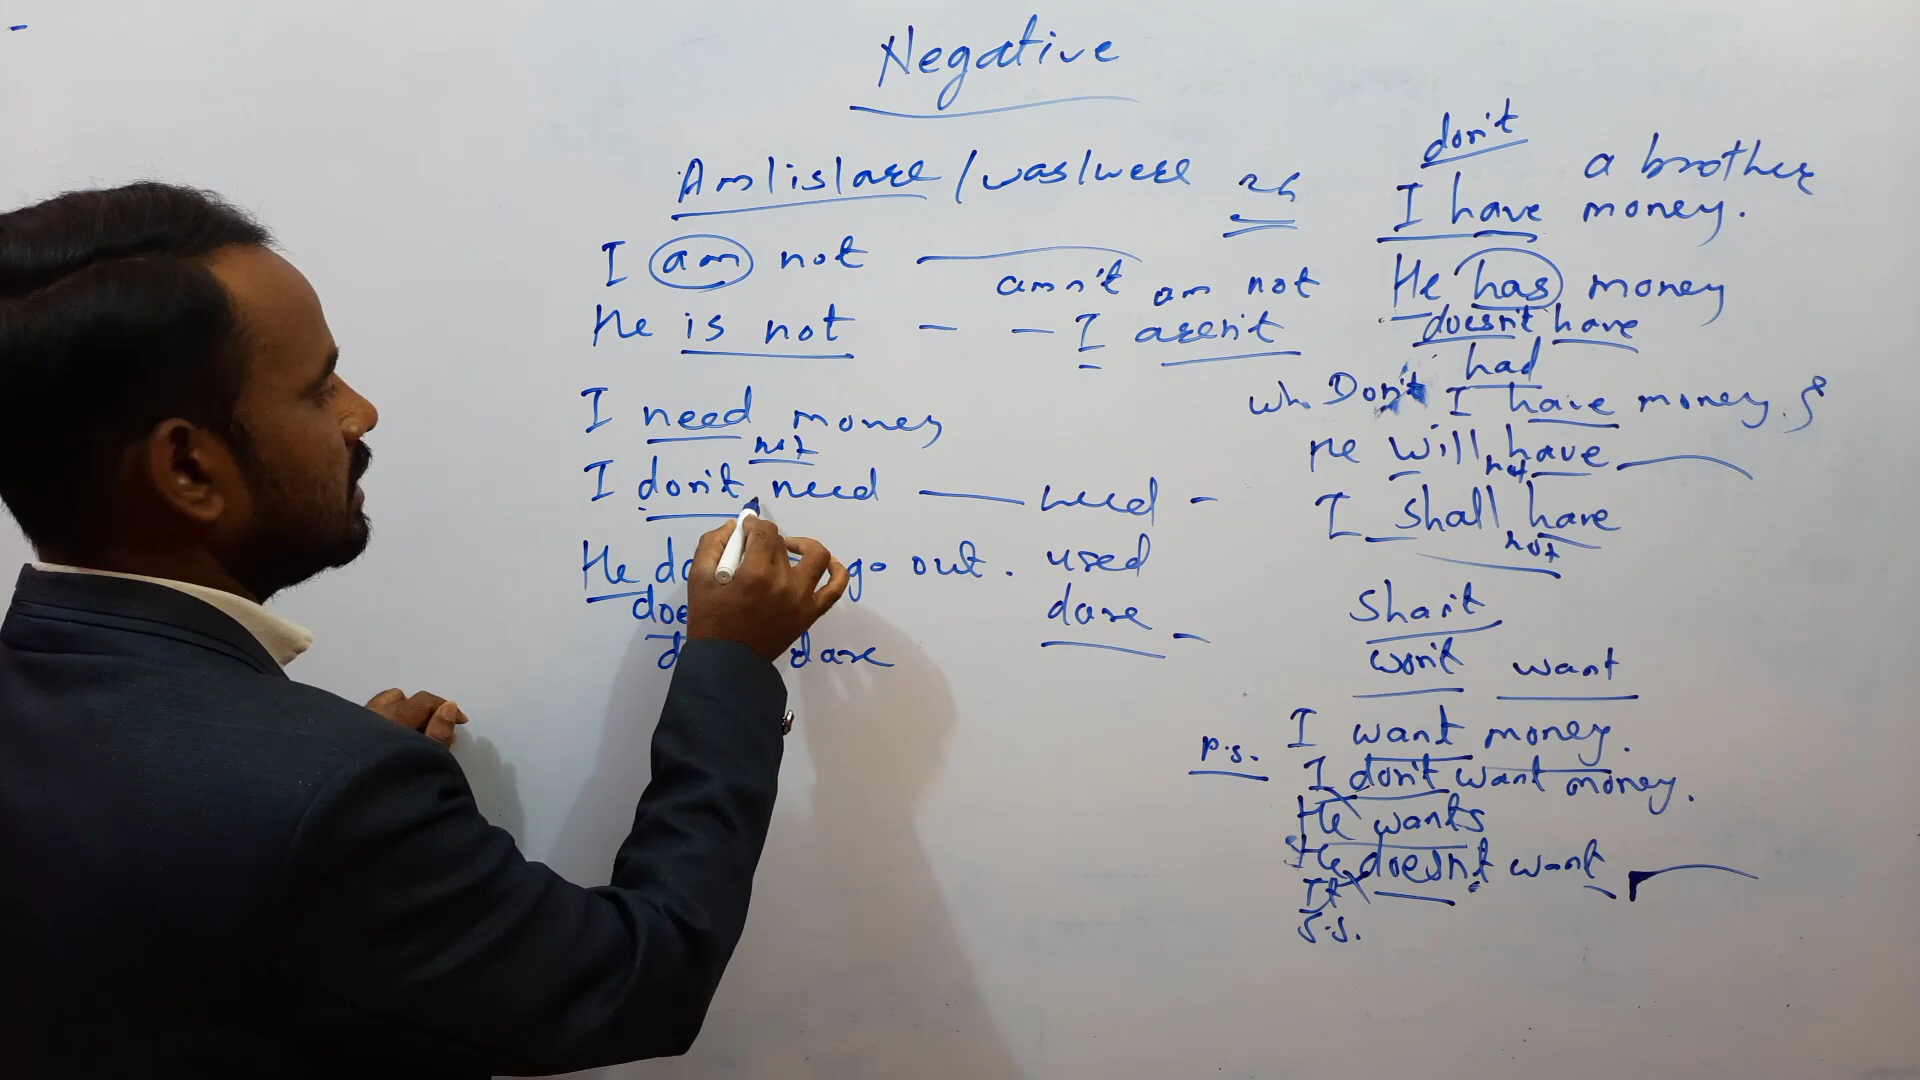 Negative
Am/is/are/was/were
I am not
amn't am not
He is not - - I aren't
I need money
not
I don't need need -
He go out. used
dare
dare -
don't
a brother
I have money.
He has money
doesn't have
had
Don't I have money.
He will have
not
I shall have
not
Shan't
won't want
P.S. I want money.
I don't want money.
He wants
He doesn't want
It
S.S.